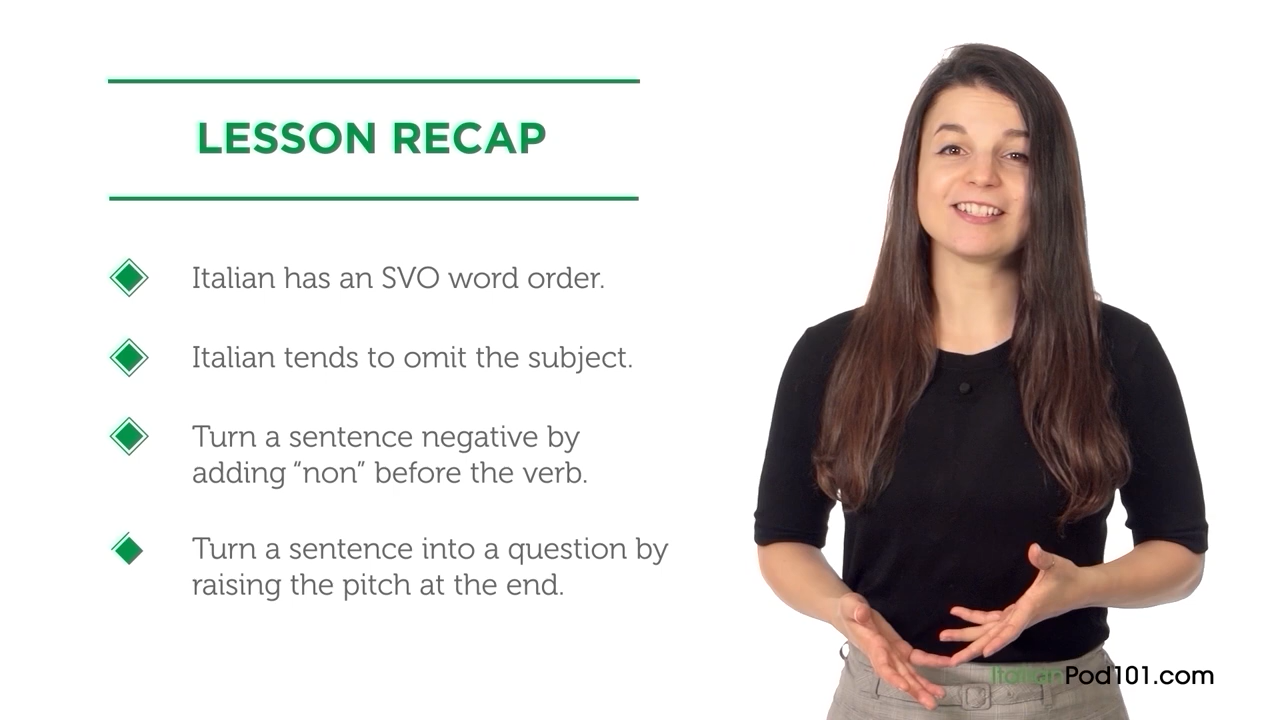 LESSON RECAP
Italian has an SVO word order.
Italian tends to omit the subject.
Turn a sentence negative by
adding “non” before the verb.
Turn a sentence into a question by
raising the pitch at the end.
ItalianPod101.com